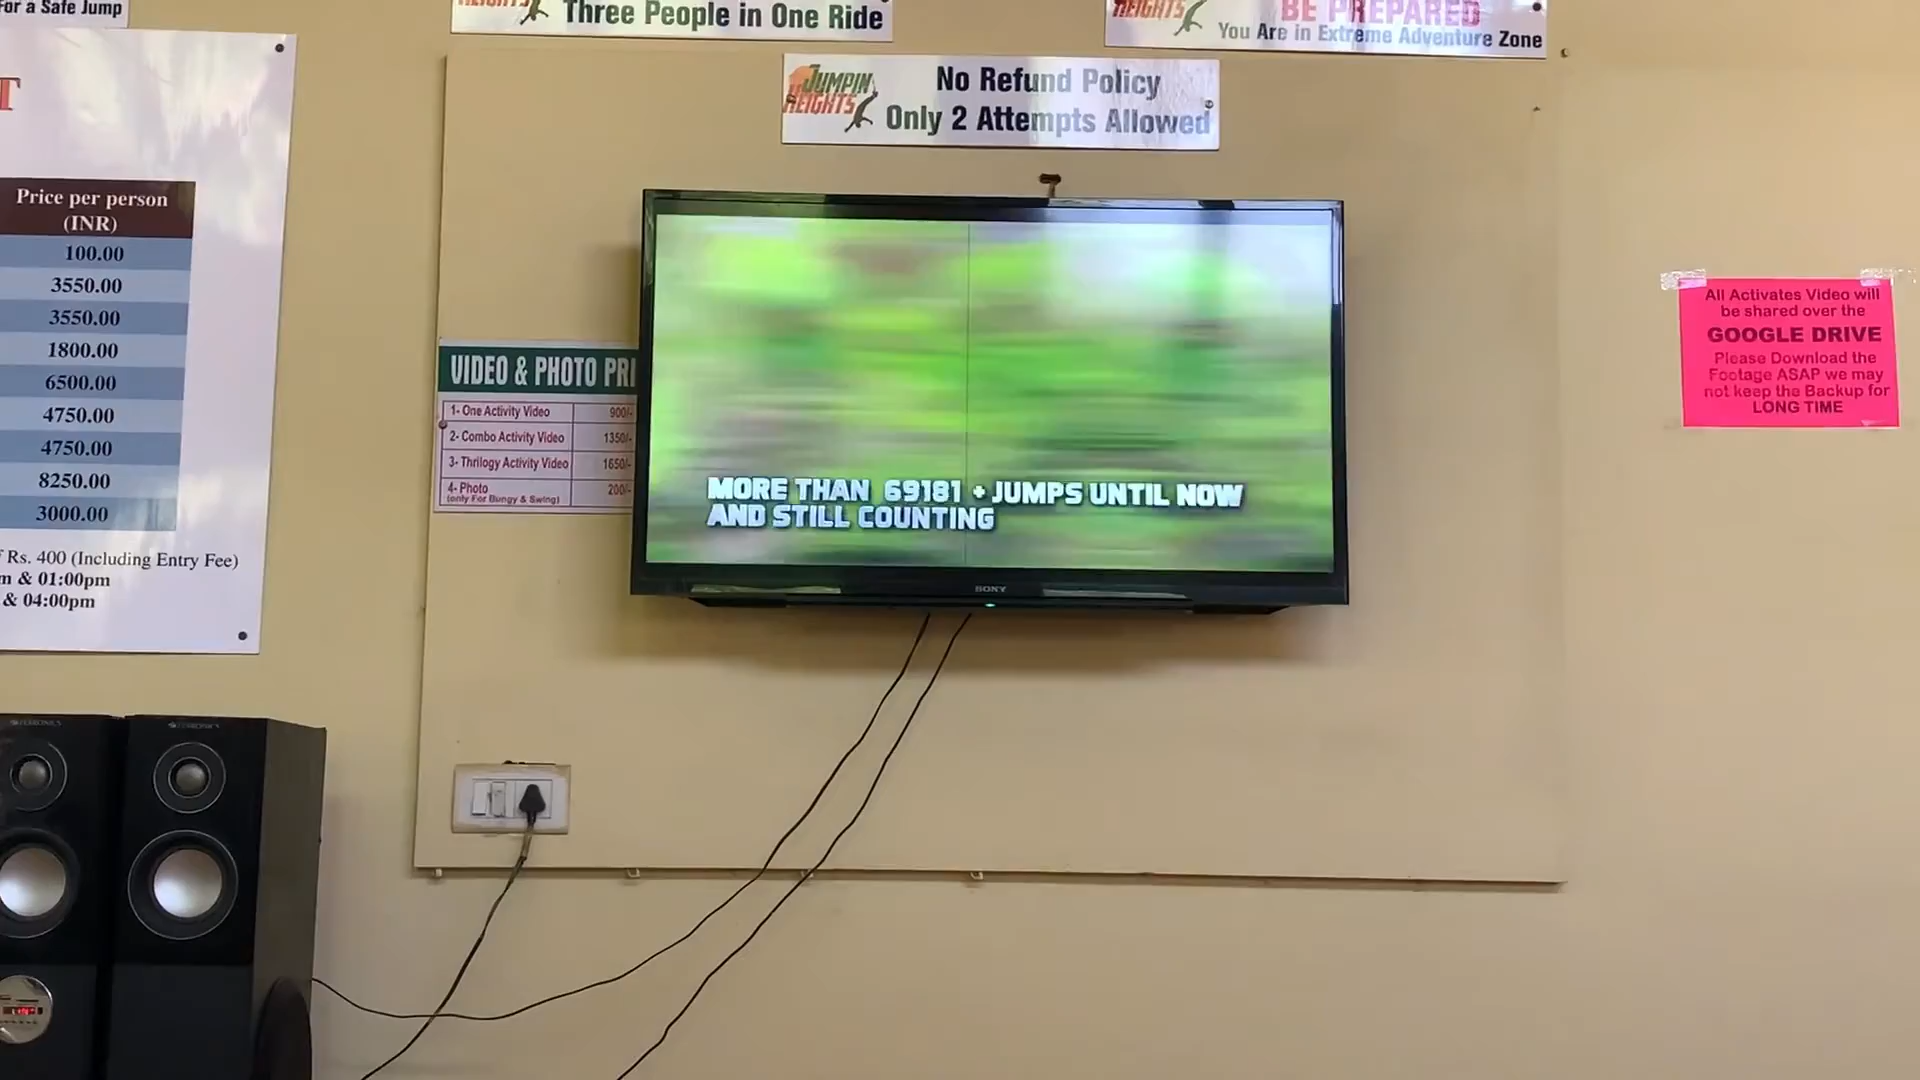 For a Safe Jump
HEIGHTS
Three People in One Ride
HEIGHTS
BE PREPARED
You Are in Extreme Adventure Zone
JUMPIN
HEIGHTS
No Refund Policy
Only 2 Attempts Allowed
T
Price per person
(INR)
100.00
3550.00
3550.00
1800.00
6500.00
4750.00
4750.00
8250.00
3000.00
Rs. 400 (Including Entry Fee)
m & 01:00pm
& 04:00pm
VIDEO & PHOTO PRI
1- One Activity Video 900/-
2- Combo Activity Video 1350/-
3- Thrilogy Activity Video 1650/-
4- Photo 200/-
(only For Bungy & Swing)
MORE THAN 69181 + JUMPS UNTIL NOW
AND STILL COUNTING
SONY
All Activates Video will
be shared over the
GOOGLE DRIVE
Please Download the
Footage ASAP we may
not keep the Backup for
LONG TIME